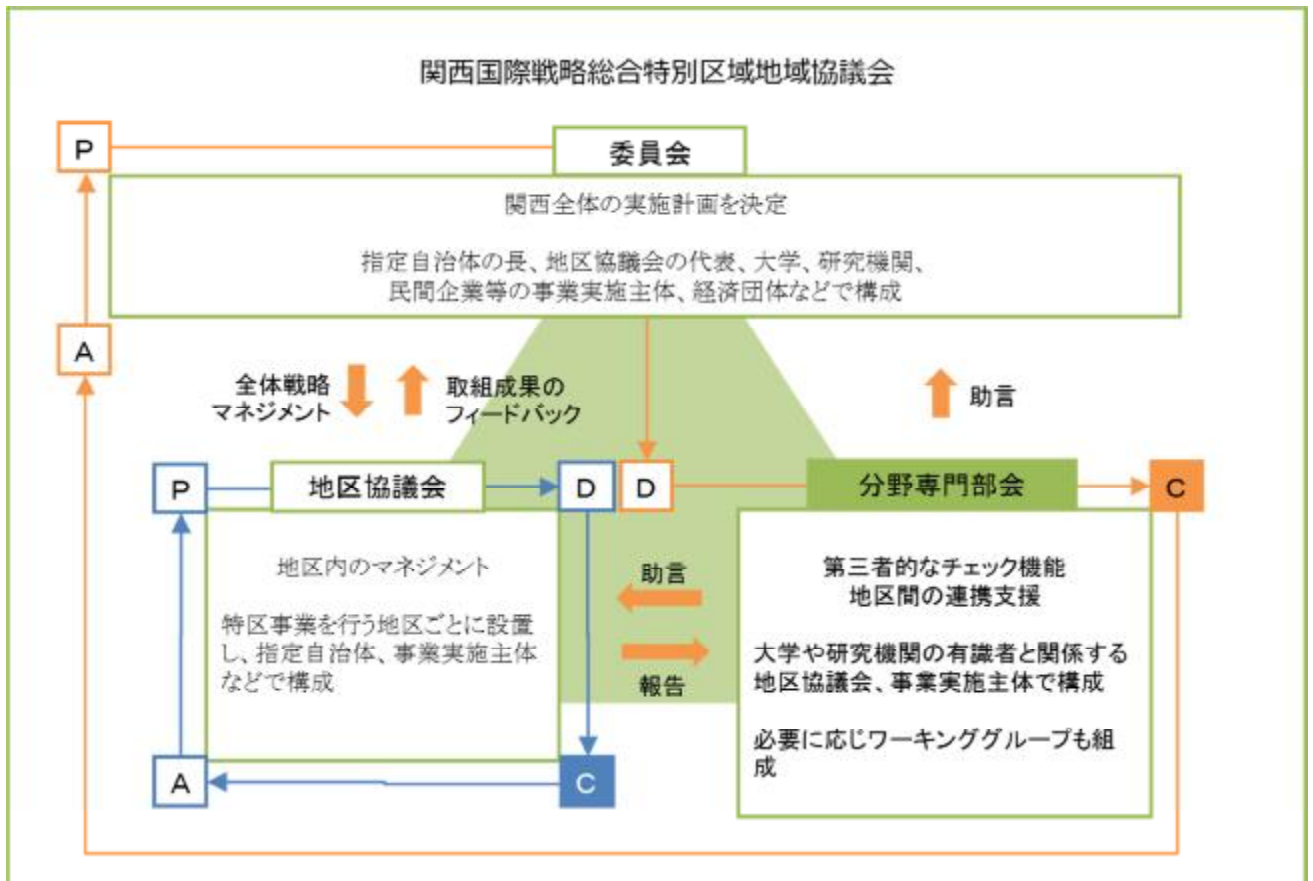 関西国際戦略総合特別区域地域協議会
P
委員会
関西全体の実施計画を決定
指定自治体の長、地区協議会の代表、大学、研究機関、
民間企業等の事業実施主体、経済団体などで構成
A
全体戦略
マネジメント
取組成果の
フィードバック
助言
P
地区協議会
D
D
分野専門部会
C
地区内のマネジメント
特区事業を行う地区ごとに設置
し、指定自治体、事業実施主体
などで構成
助言
報告
第三者的なチェック機能
地区間の連携支援
大学や研究機関の有識者と関係する
地区協議会、事業実施主体で構成
必要に応じワーキンググループも組
成
A
C